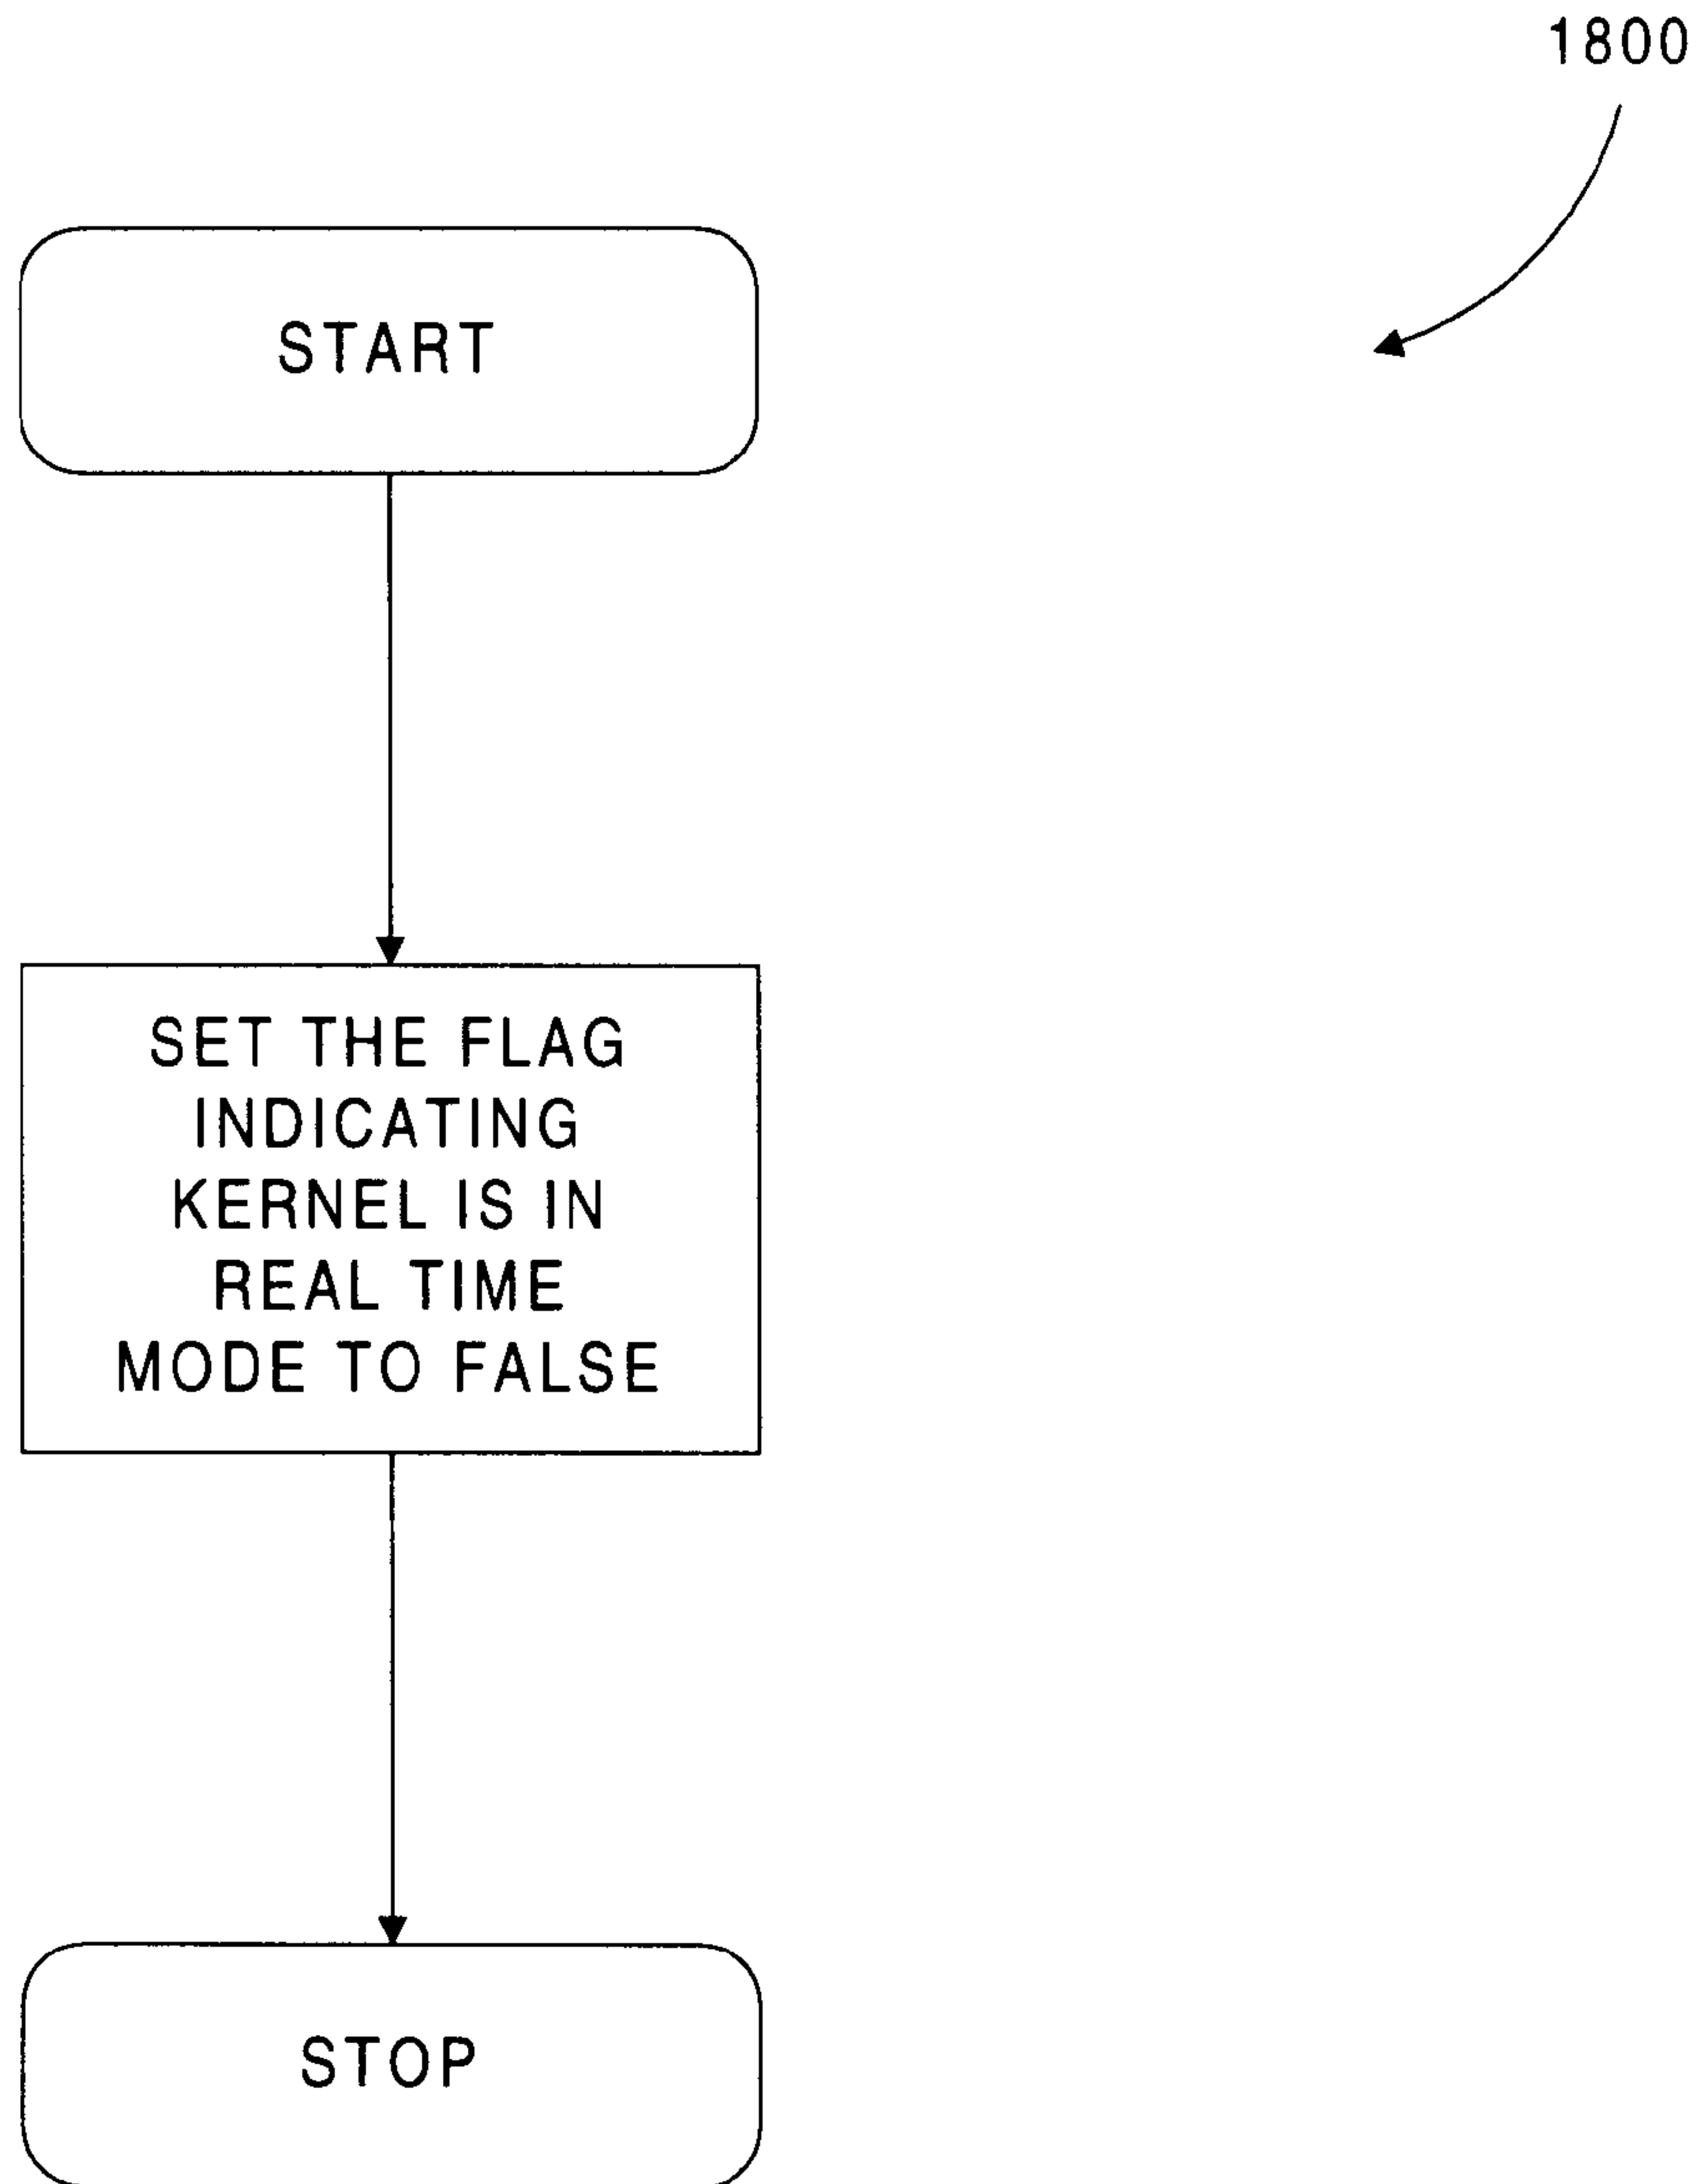 1800
START
SET THE FLAG
INDICATING
KERNEL IS IN
REAL TIME
MODE TO FALSE
STOP